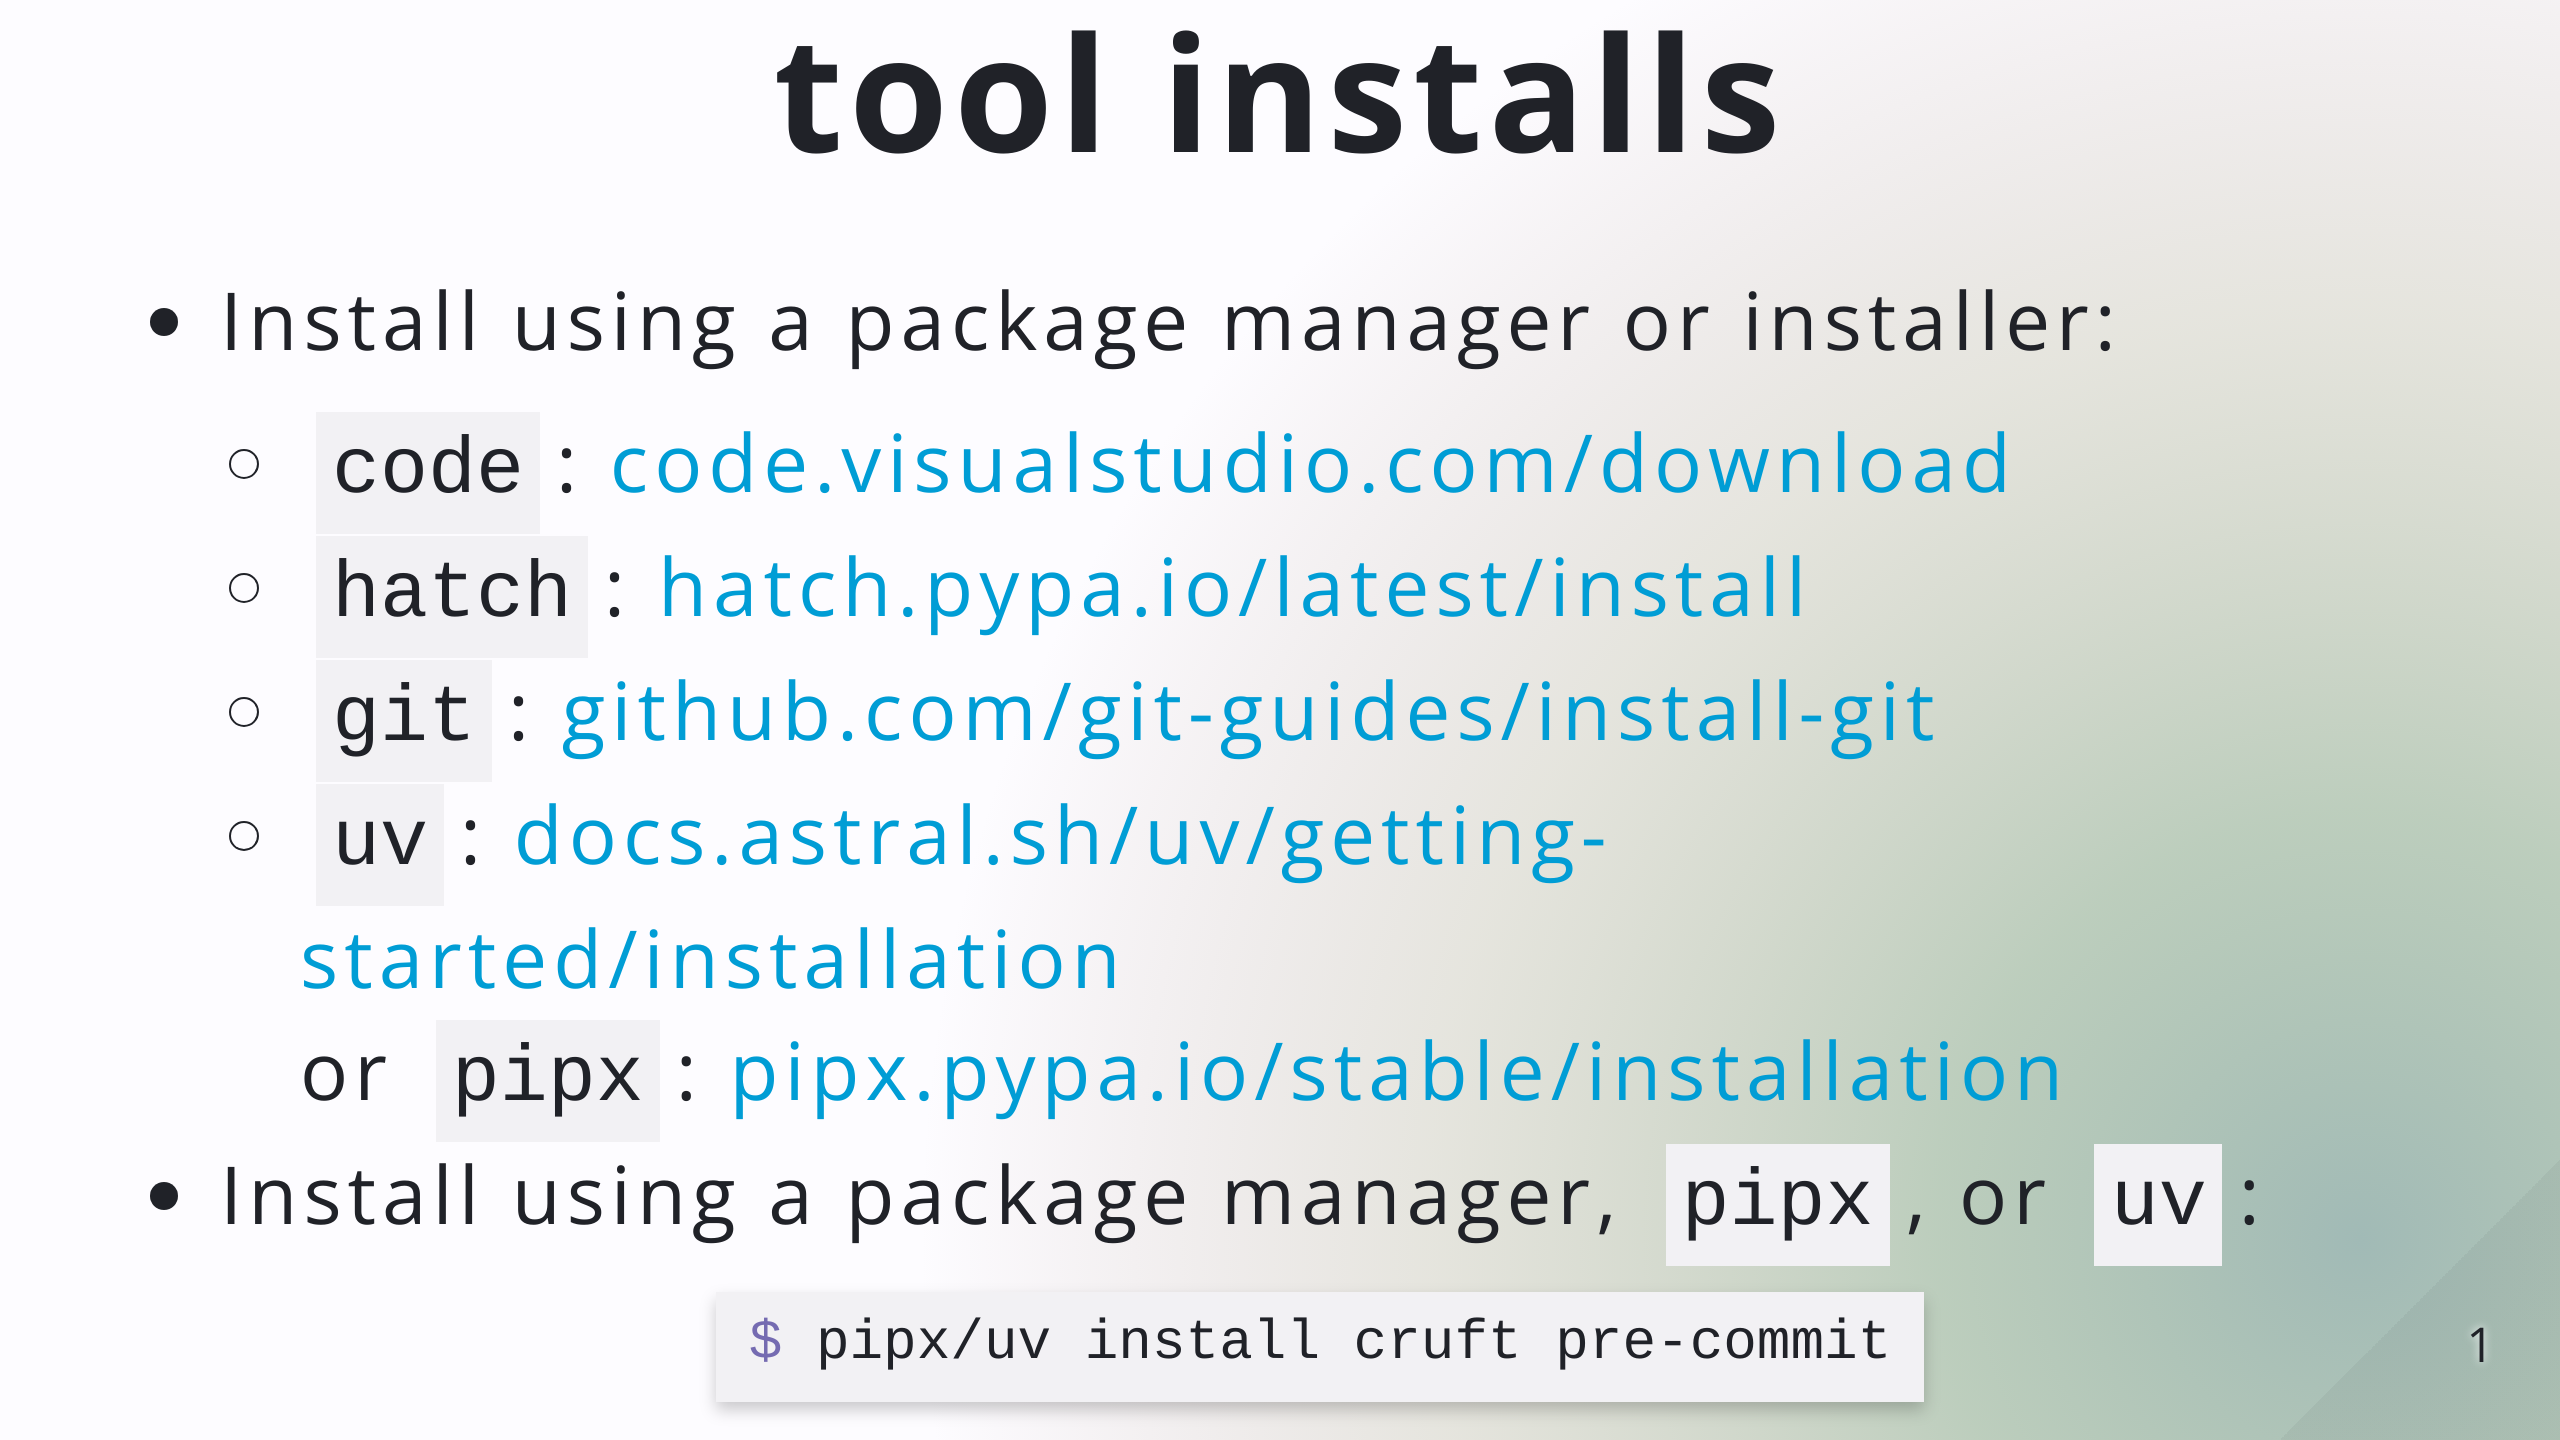 tool installs
• Install using a package manager or installer:
○ code : code.visualstudio.com/download
○ hatch : hatch.pypa.io/latest/install
○ git : github.com/git-guides/install-git
○ uv : docs.astral.sh/uv/getting-
started/installation
or pipx : pipx.pypa.io/stable/installation
• Install using a package manager, pipx , or uv :
$ pipx/uv install cruft pre-commit
1